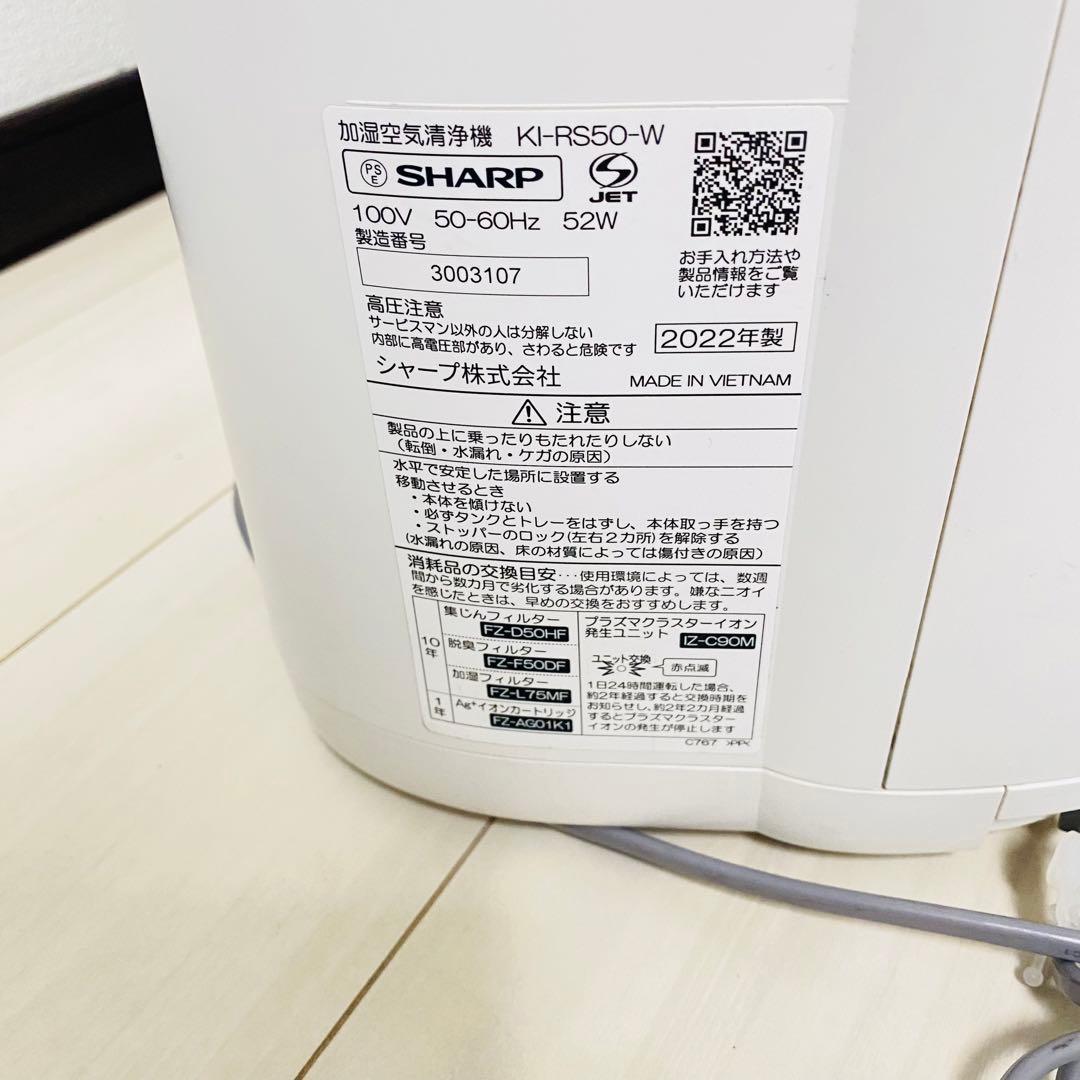 加湿空気清浄機 KI-RS50-W
PSE SHARP JET
100V 50-60Hz 52W
製造番号
3003107
お手入れ方法や
製品情報をご覧
いただけます
高圧注意
サービスマン以外の人は分解しない
内部に高電圧部があり、さわると危険です
2022年製
シャープ株式会社 MADE IN VIETNAM
注意
製品の上に乗ったりもたれたりしない
(転倒・水漏れ・ケガの原因)
水平で安定した場所に設置する
移動させるとき
・本体を傾けない
・必ずタンクとトレーをはずし、本体取っ手を持つ
・ストッパーのロック(左右2カ所)を解除する
(水漏れの原因、床の材質によっては傷付きの原因)
消耗品の交換目安…使用環境によっては、数週
間から数カ月で劣化する場合があります。嫌なニオイ
を感じたときは、早めの交換をおすすめします。
10年
集じんフィルター
FZ-D50HF
脱臭フィルター
FZ-F50DF
加湿フィルター
FZ-L75MF
1年
Ag+イオンカートリッジ
FZ-AG01K1
プラズマクラスターイオン
発生ユニット IZ-C90M
ユニット交換 赤点滅
1日24時間運転した場合、
約2年経過すると交換時期を
お知らせし、約2年2カ月経過
するとプラズマクラスター
イオンの発生が停止します
C767 >PP<